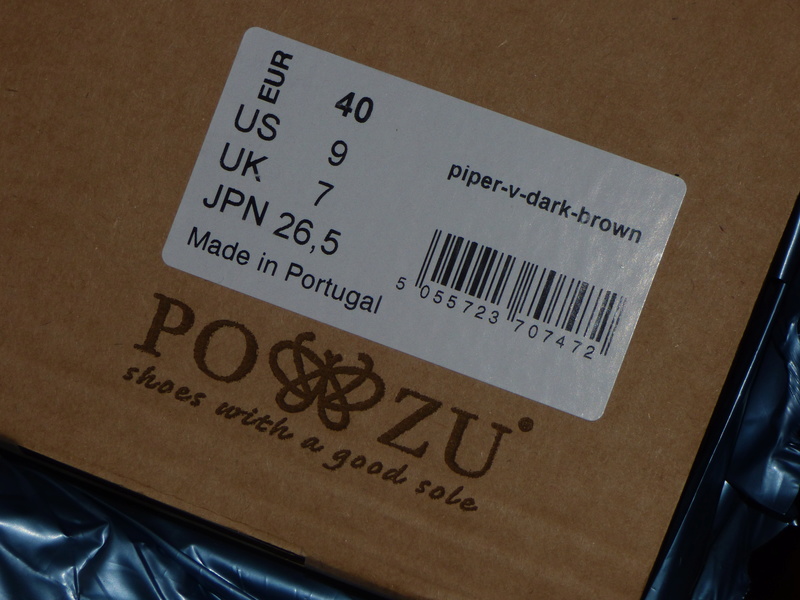 EUR 40
US 9
UK 7
JPN 26,5
Made in Portugal
piper-v-dark-brown
5 055723 707472
PO ZU
shoes with a good sole